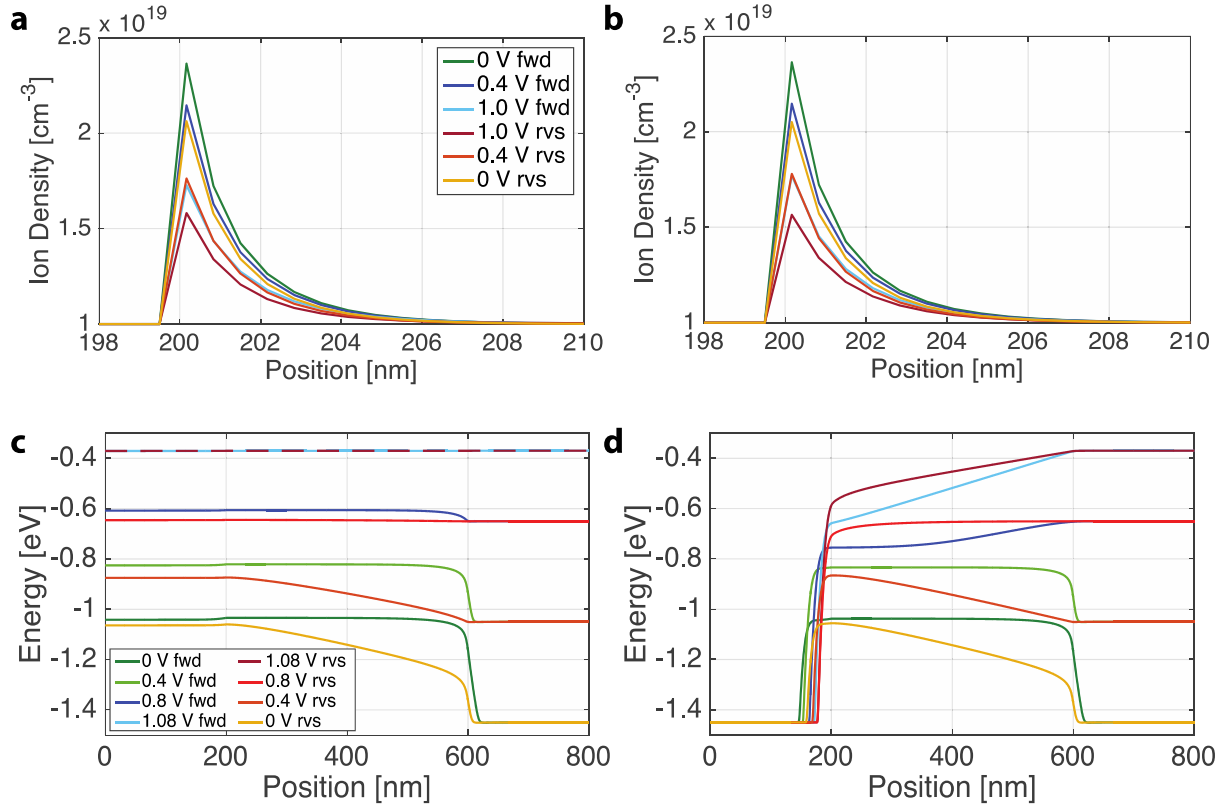 a
× 10^19
2.5
2
1.5
1
Ion Density [cm^-3]
198 200 202 204 206 208 210
Position [nm]
0 V fwd
0.4 V fwd
1.0 V fwd
1.0 V rvs
0.4 V rvs
0 V rvs
b
× 10^19
2.5
2
1.5
1
Ion Density [cm^-3]
198 200 202 204 206 208 210
Position [nm]
c
-0.4
-0.6
-0.8
-1
-1.2
-1.4
Energy [eV]
0 200 400 600 800
Position [nm]
0 V fwd
0.4 V fwd
0.8 V fwd
1.08 V fwd
1.08 V rvs
0.8 V rvs
0.4 V rvs
0 V rvs
d
-0.4
-0.6
-0.8
-1
-1.2
-1.4
Energy [eV]
0 200 400 600 800
Position [nm]